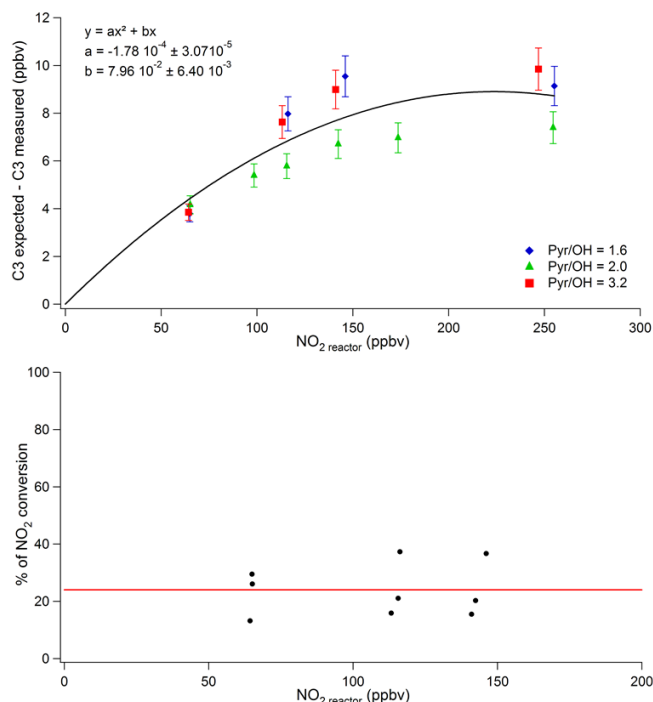 y = ax² + bx
a = -1.78 10⁻⁴ ± 3.0710⁻⁵
b = 7.96 10⁻² ± 6.40 10⁻³
C3 expected - C3 measured (ppbv)
12
10
8
6
4
2
0
Pyr/OH = 1.6
Pyr/OH = 2.0
Pyr/OH = 3.2
0 50 100 150 200 250 300
NO₂ reactor (ppbv)
% of NO₂ conversion
100
80
60
40
20
0
0 50 100 150 200
NO₂ reactor (ppbv)